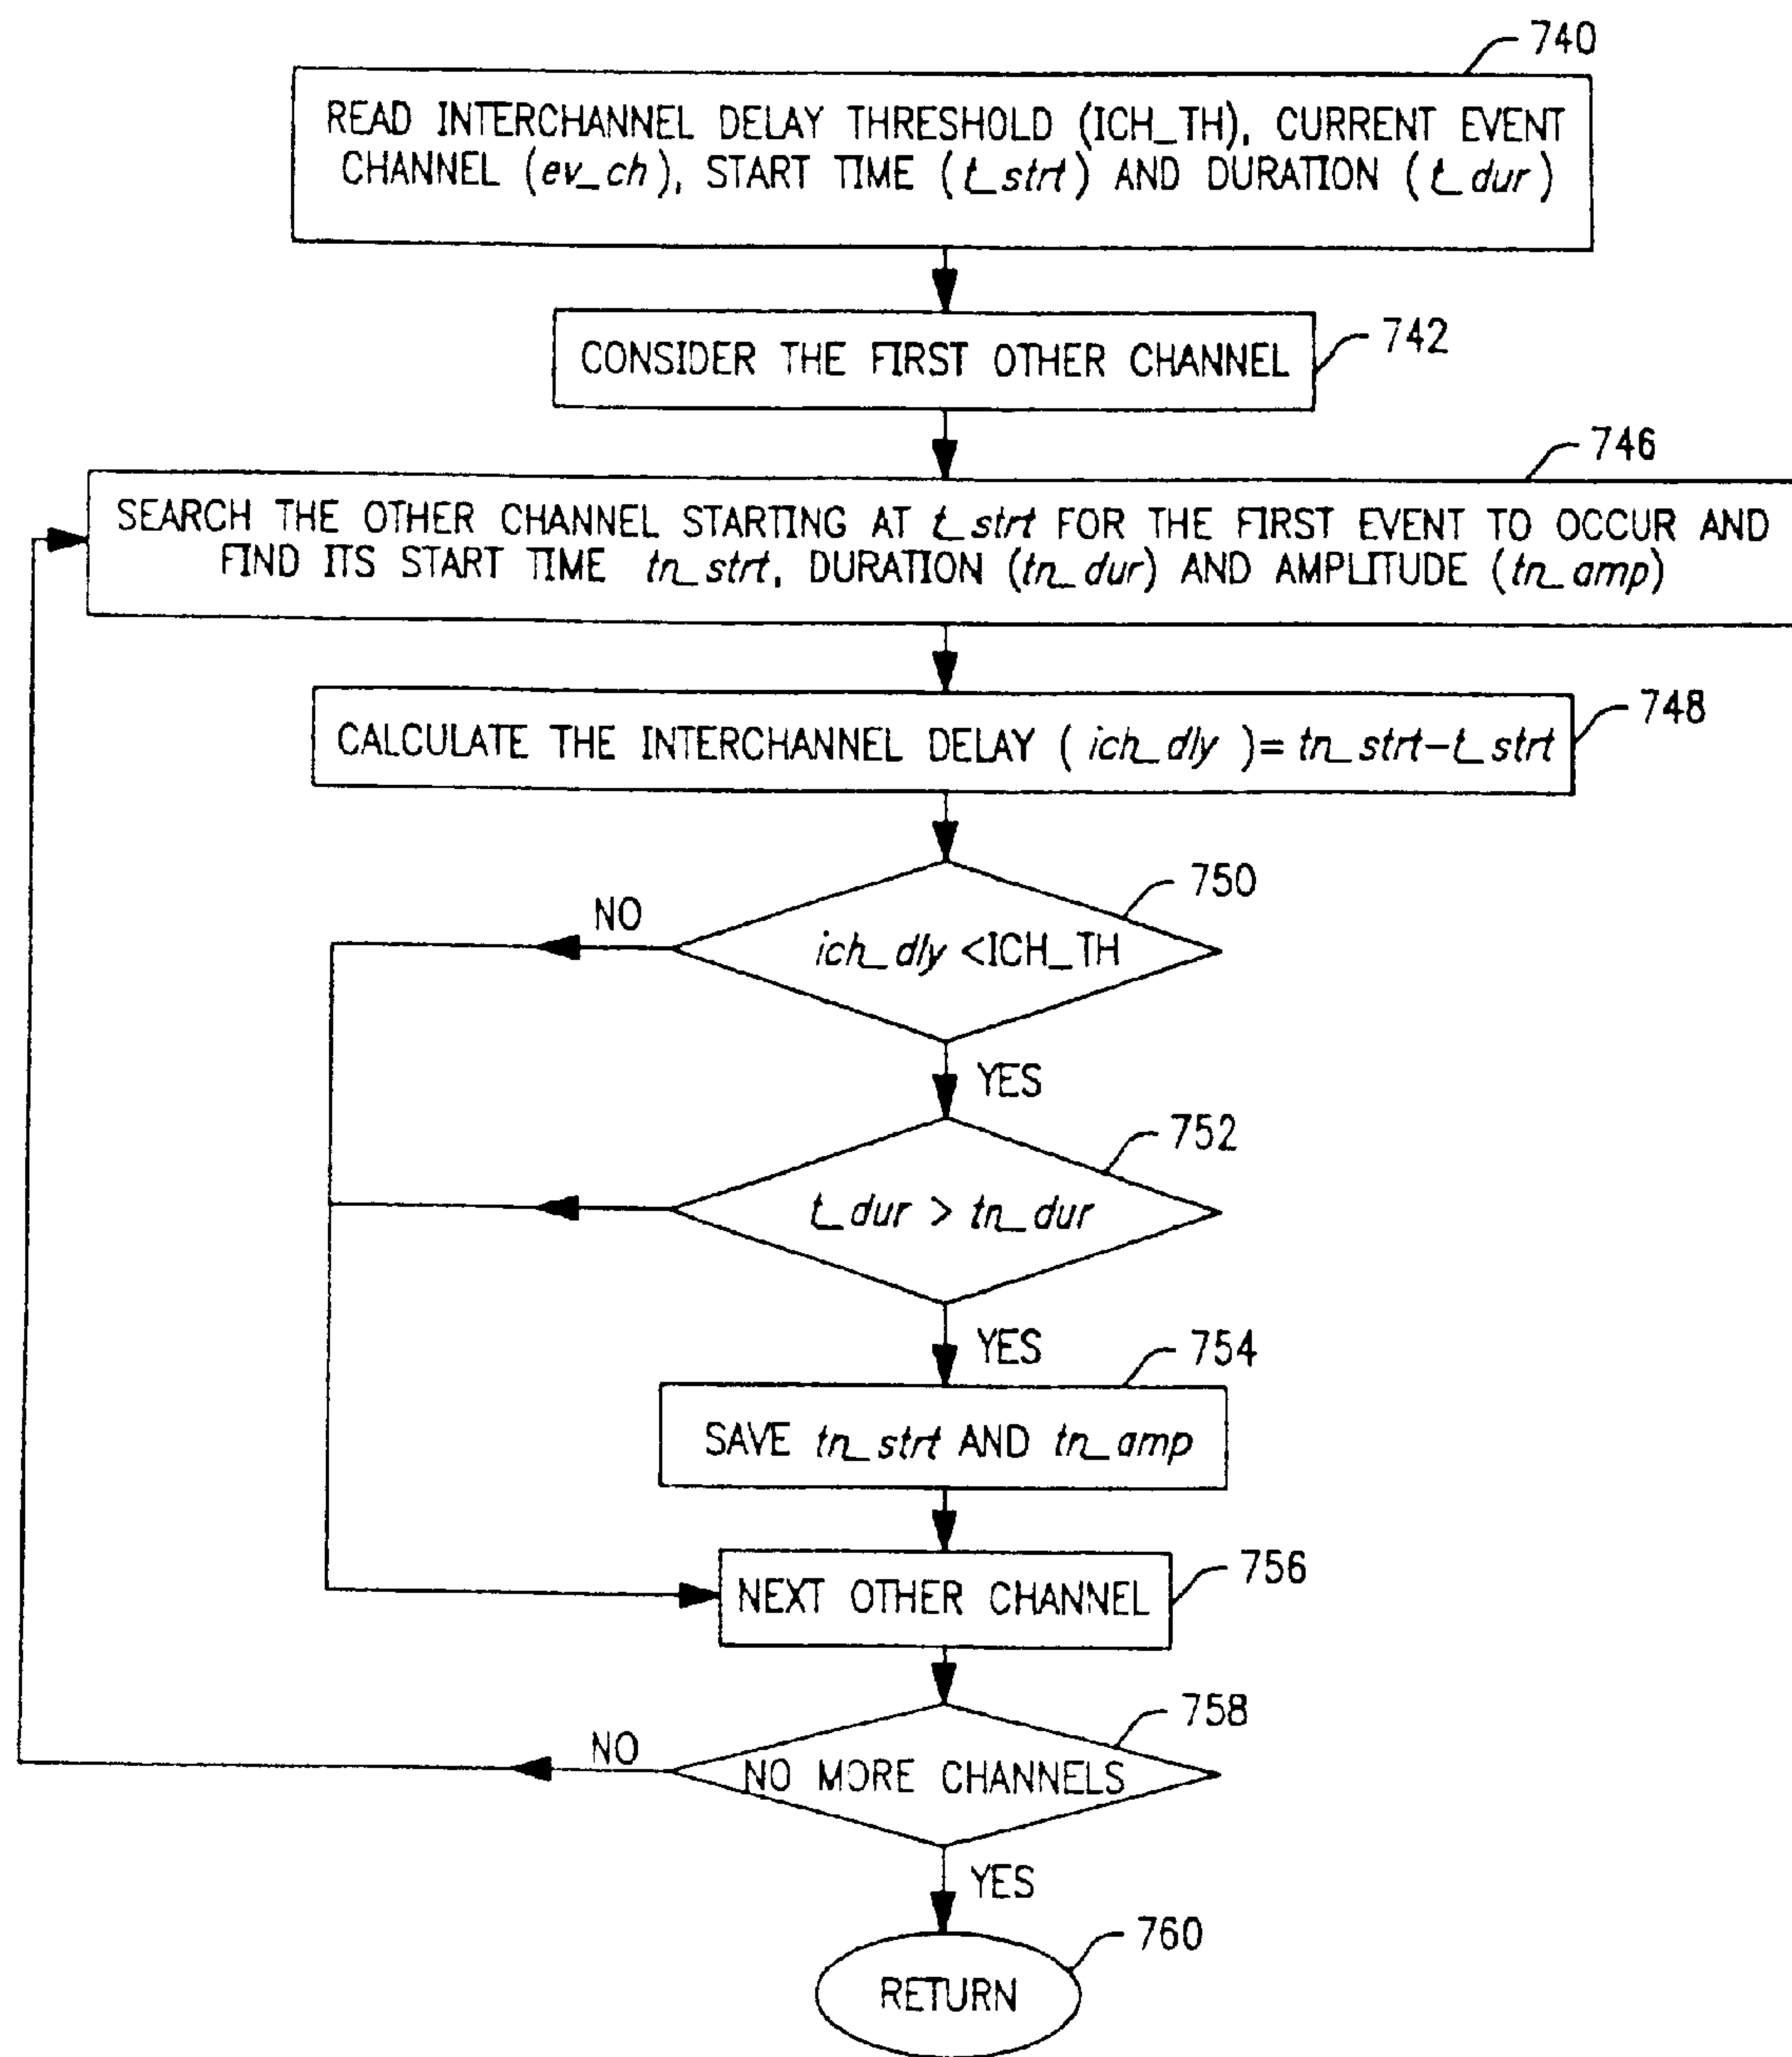 740
READ INTERCHANNEL DELAY THRESHOLD (ICH_TH), CURRENT EVENT
CHANNEL (ev_ch), START TIME (t_strt) AND DURATION (t_dur)
742
CONSIDER THE FIRST OTHER CHANNEL
746
SEARCH THE OTHER CHANNEL STARTING AT t_strt FOR THE FIRST EVENT TO OCCUR AND
FIND ITS START TIME tn_strt, DURATION (tn_dur) AND AMPLITUDE (tn_amp)
748
CALCULATE THE INTERCHANNEL DELAY (ich_dly)= tn_strt-t_strt
750
NO
ich_dly <ICH_TH
YES
752
t_dur > tn_dur
YES
754
SAVE tn_strt AND tn_amp
756
NEXT OTHER CHANNEL
758
NO
NO MORE CHANNELS
YES
760
RETURN